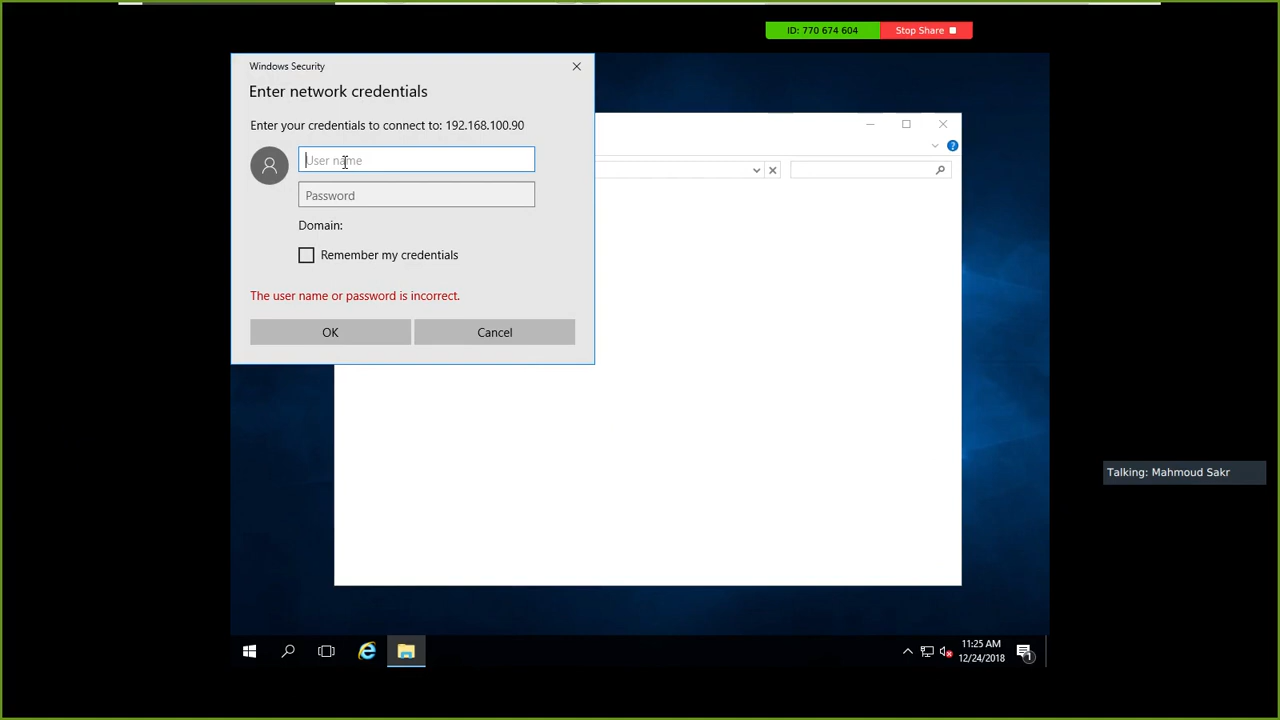 ID: 770 674 604
Stop Share
Windows Security
Enter network credentials
Enter your credentials to connect to: 192.168.100.90
User name
Password
Domain:
Remember my credentials
The user name or password is incorrect.
OK
Cancel
Talking: Mahmoud Sakr
11:25 AM
12/24/2018
1